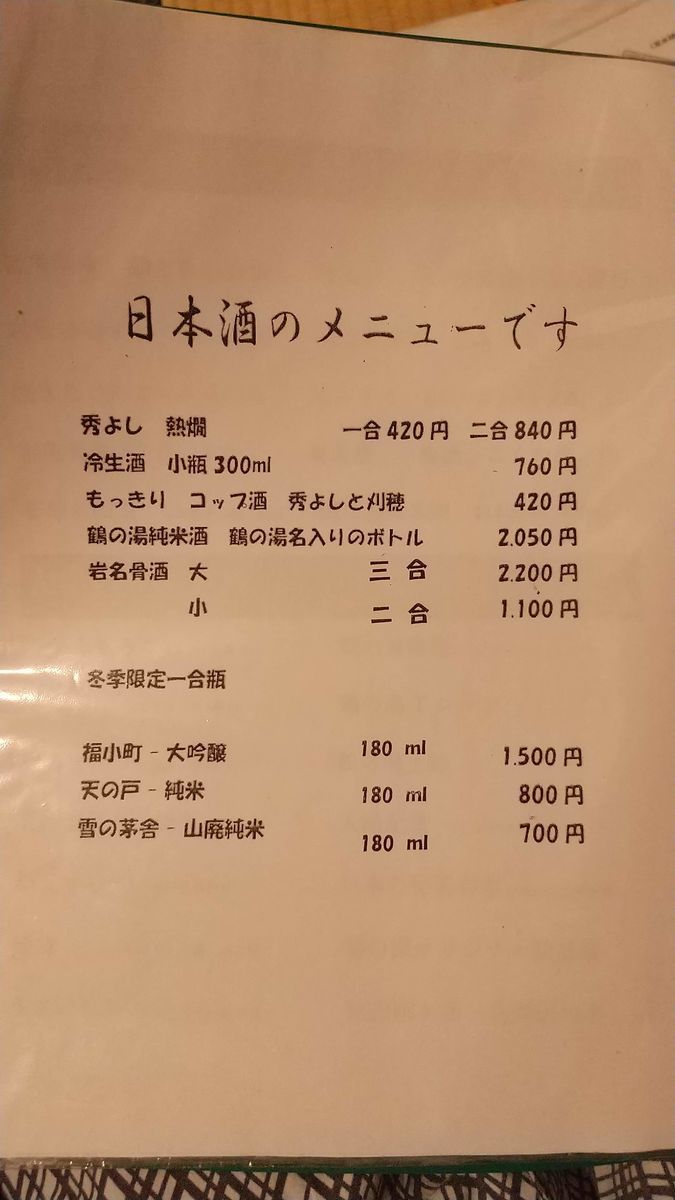 日本酒のメニューです
秀よし 熱燗 一合420円 二合840円
冷生酒 小瓶300ml 760円
もっきり コップ酒 秀よしと刈穂 420円
鶴の湯純米酒 鶴の湯名入りのボトル 2.050円
岩名骨酒 大 三合 2.200円
小 二合 1.100円
冬季限定一合瓶
福小町-大吟醸 180 ml 1.500円
天の戸-純米 180 ml 800円
雪の茅舎-山廃純米 180 ml 700円